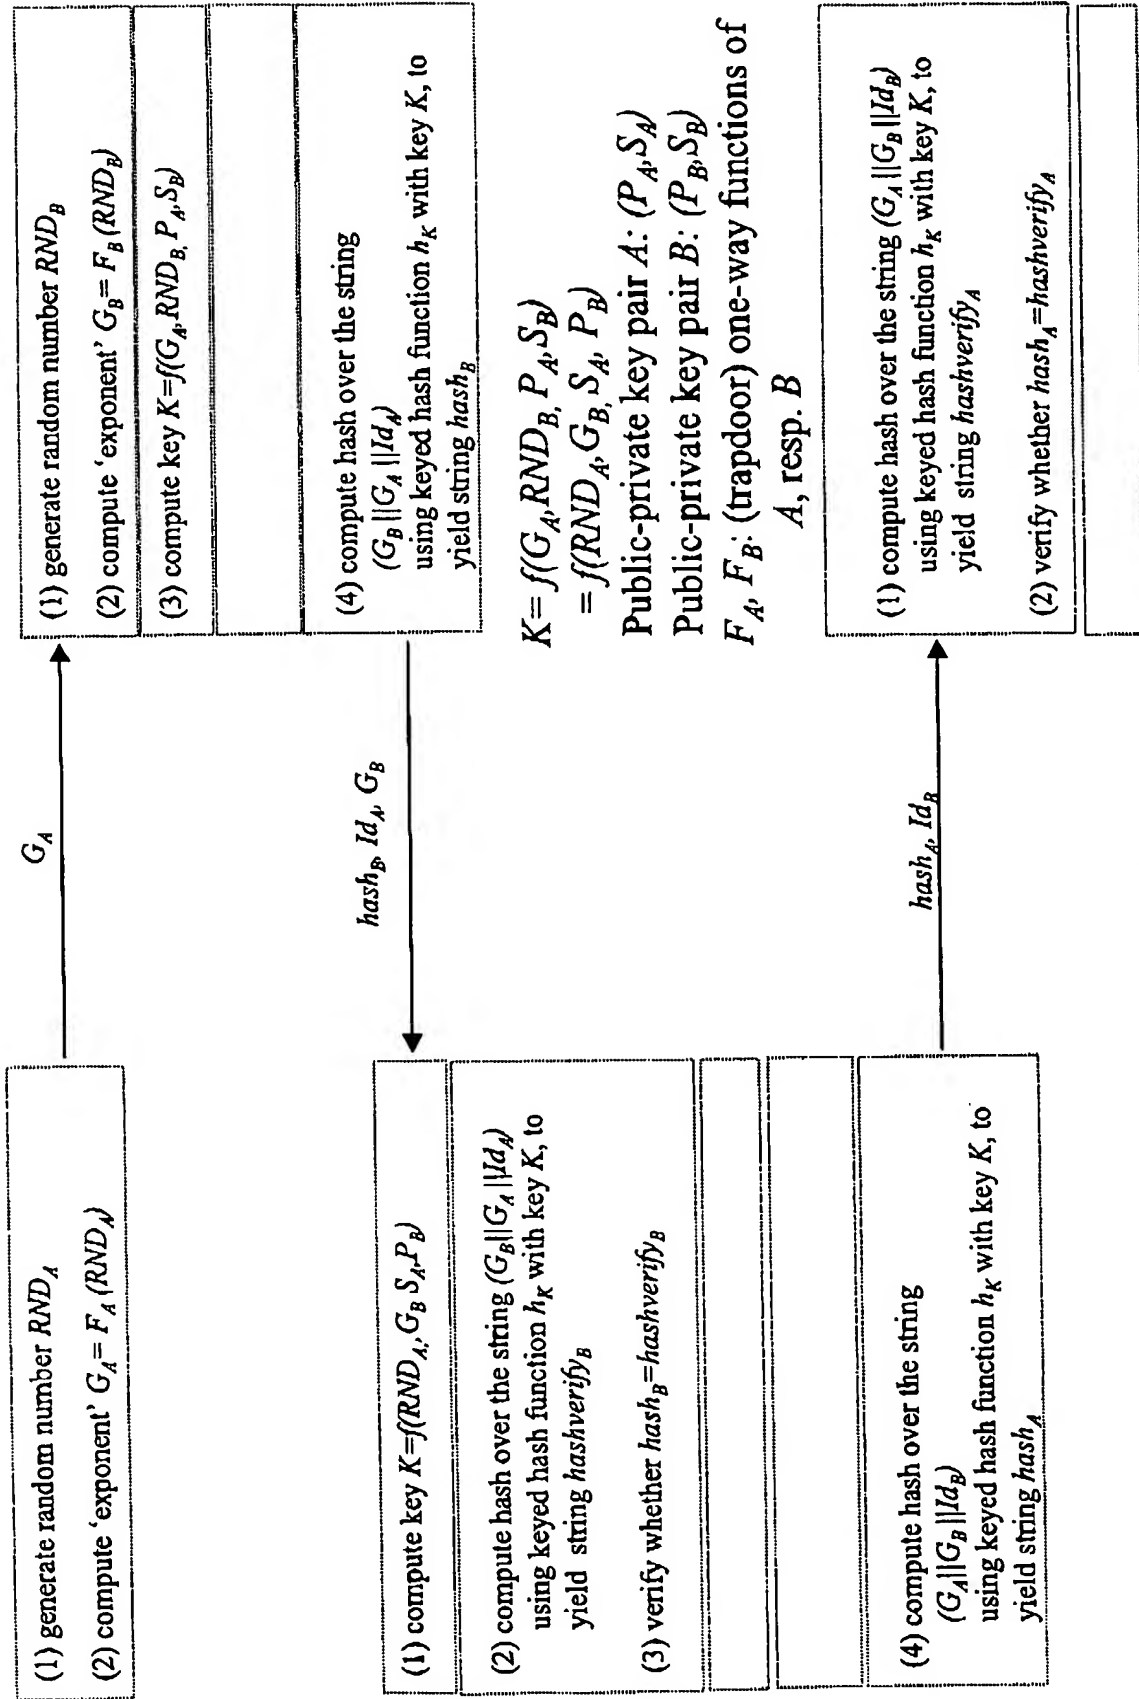 (1) generate random number RND_A
(2) compute ‘exponent’ G_A= F_A (RND_A)
G_A
(1) generate random number RND_B
(2) compute ‘exponent’ G_B= F_B (RND_B)
(3) compute key K=f(G_A,RND_B, P_A,S_B)
(4) compute hash over the string
(G_B||G_A||Id_A)
using keyed hash function h_K with key K, to
yield string hash_B
hash_B, Id_A, G_B
(1) compute key K=f(RND_A, G_B S_A,P_B)
(2) compute hash over the string (G_B||G_A||Id_A)
using keyed hash function h_K with key K, to
yield string hashverify_B
(3) verify whether hash_B=hashverify_B
K= f(G_A,RND_B, P_A,S_B)
= f(RND_A,G_B, S_A, P_B)
Public-private key pair A: (P_A,S_A)
Public-private key pair B: (P_B,S_B)
F_A, F_B: (trapdoor) one-way functions of
A, resp. B
(4) compute hash over the string
(G_A||G_B||Id_B)
using keyed hash function h_K with key K, to
yield string hash_A
hash_A, Id_B
(1) compute hash over the string (G_A||G_B||Id_B)
using keyed hash function h_K with key K, to
yield string hashverify_A
(2) verify whether hash_A=hashverify_A